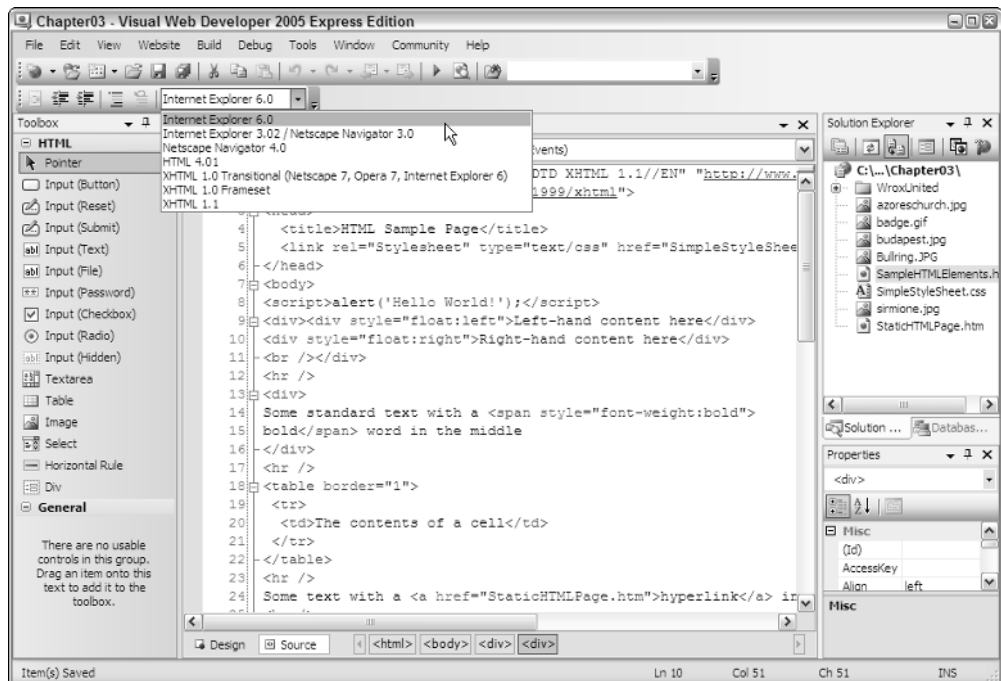 Chapter03 - Visual Web Developer 2005 Express Edition
File Edit View Website Build Debug Tools Window Community Help
Internet Explorer 6.0
Internet Explorer 6.0
Internet Explorer 3.02 / Netscape Navigator 3.0
Netscape Navigator 4.0
HTML 4.01
XHTML 1.0 Transitional (Netscape 7, Opera 7, Internet Explorer 6)
XHTML 1.0 Frameset
XHTML 1.1
Toolbox
HTML
Pointer
Input (Button)
Input (Reset)
Input (Submit)
abl Input (Text)
abl Input (File)
Input (Password)
Input (Checkbox)
Input (Radio)
abl Input (Hidden)
Textarea
Table
Image
Select
Horizontal Rule
Div
General
There are no usable
controls in this group.
Drag an item onto this
text to add it to the
toolbox.
vents)
DTD XHTML 1.1//EN" "http://www.
1999/xhtml">
4 <title>HTML Sample Page</title>
5 <link rel="Stylesheet" type="text/css" href="SimpleStyleShee
6 </head>
7 <body>
8 <script>alert('Hello World!');</script>
9 <div><div style="float:left">Left-hand content here</div>
10 <div style="float:right">Right-hand content here</div>
11 <br /></div>
12 <hr />
13 <div>
14 Some standard text with a <span style="font-weight:bold">
15 bold</span> word in the middle
16 </div>
17 <hr />
18 <table border="1">
19 <tr>
20 <td>The contents of a cell</td>
21 </tr>
22 </table>
23 <hr />
24 Some text with a <a href="StaticHTMLPage.htm">hyperlink</a> in
Design Source <html> <body> <div> <div>
Solution Explorer
C:\...\Chapter03\
WroxUnited
azoreschurch.jpg
badge.gif
budapest.jpg
Bullring.JPG
SampleHTMLElements.h
SimpleStyleSheet.css
sirmione.jpg
StaticHTMLPage.htm
Solution ... Databas...
Properties
<div>
Misc
(Id)
AccessKey
Align left
Misc
Item(s) Saved Ln 10 Col 51 Ch 51 INS